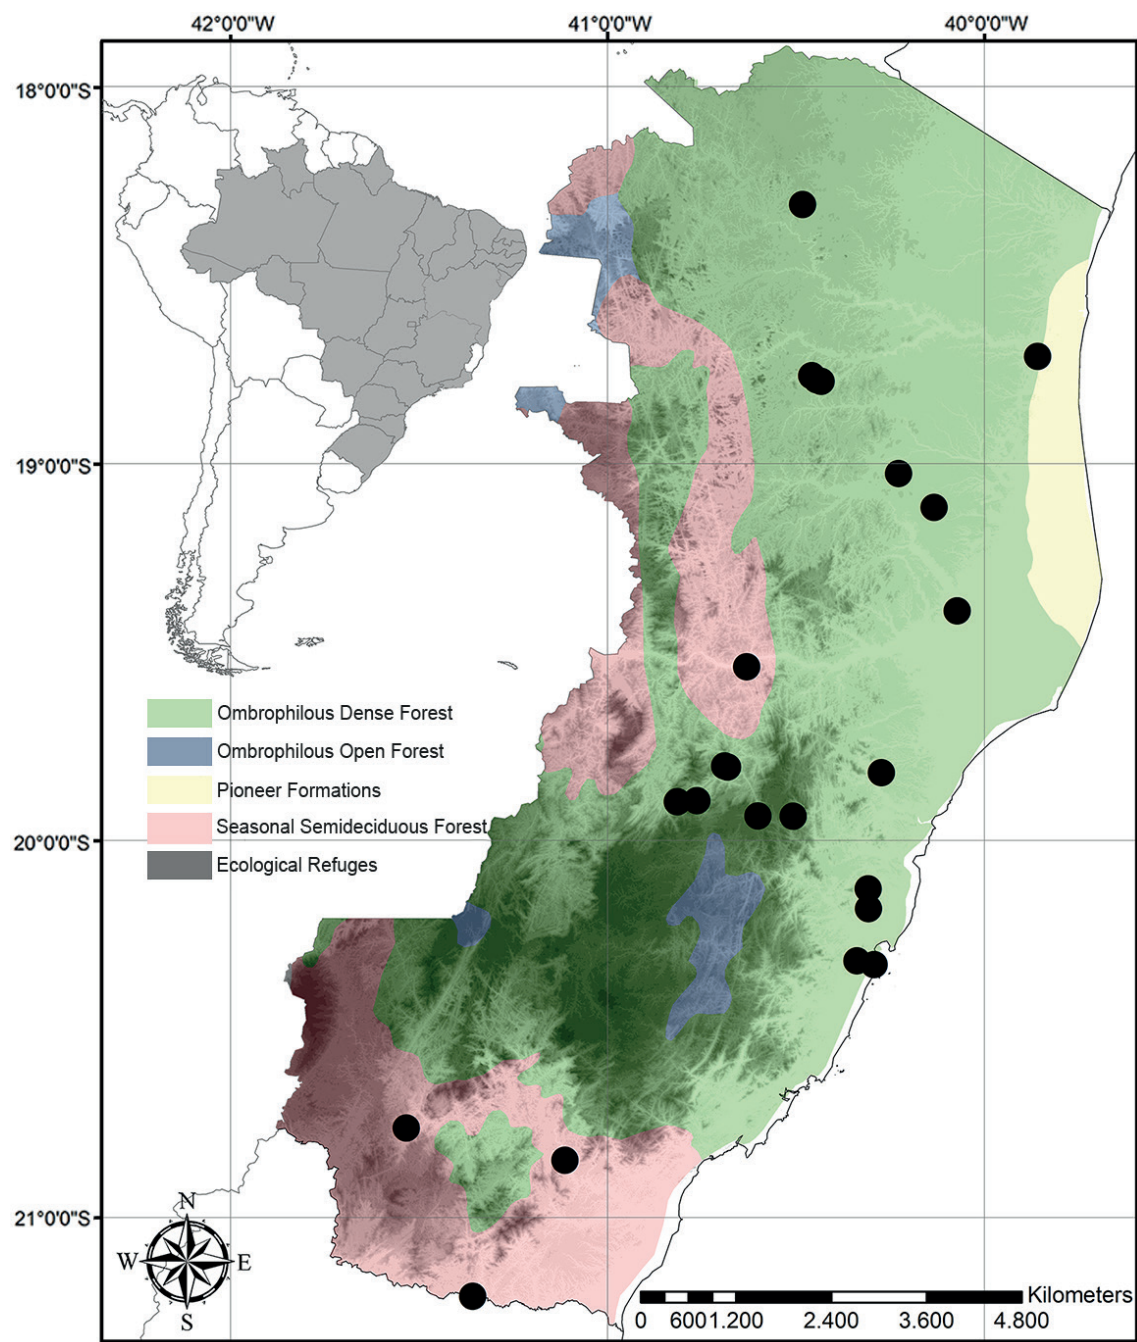 42°0'0"W 41°0'0"W 40°0'0"W
18°0'0"S
19°0'0"S
Ombrophilous Dense Forest
Ombrophilous Open Forest
Pioneer Formations
Seasonal Semideciduous Forest
20°0'0"S
Ecological Refuges
21°0'0"S
N
W E
S
Kilometers
0 600 1.200 2.400 3.600 4.800